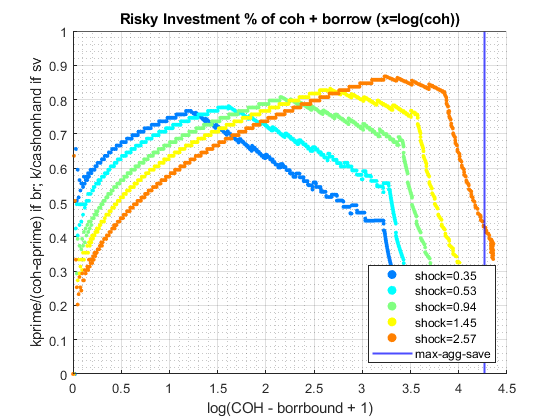 Risky Investment % of coh + borrow (x=log(coh))
kprime/(coh-aprime) if br; k/cashonhand if sv
1
0.9
0.8
0.7
0.6
0.5
0.4
0.3
0.2
0.1
0
shock=0.35
shock=0.53
shock=0.94
shock=1.45
shock=2.57
max-agg-save
0 0.5 1 1.5 2 2.5 3 3.5 4 4.5
log(COH - borrbound + 1)